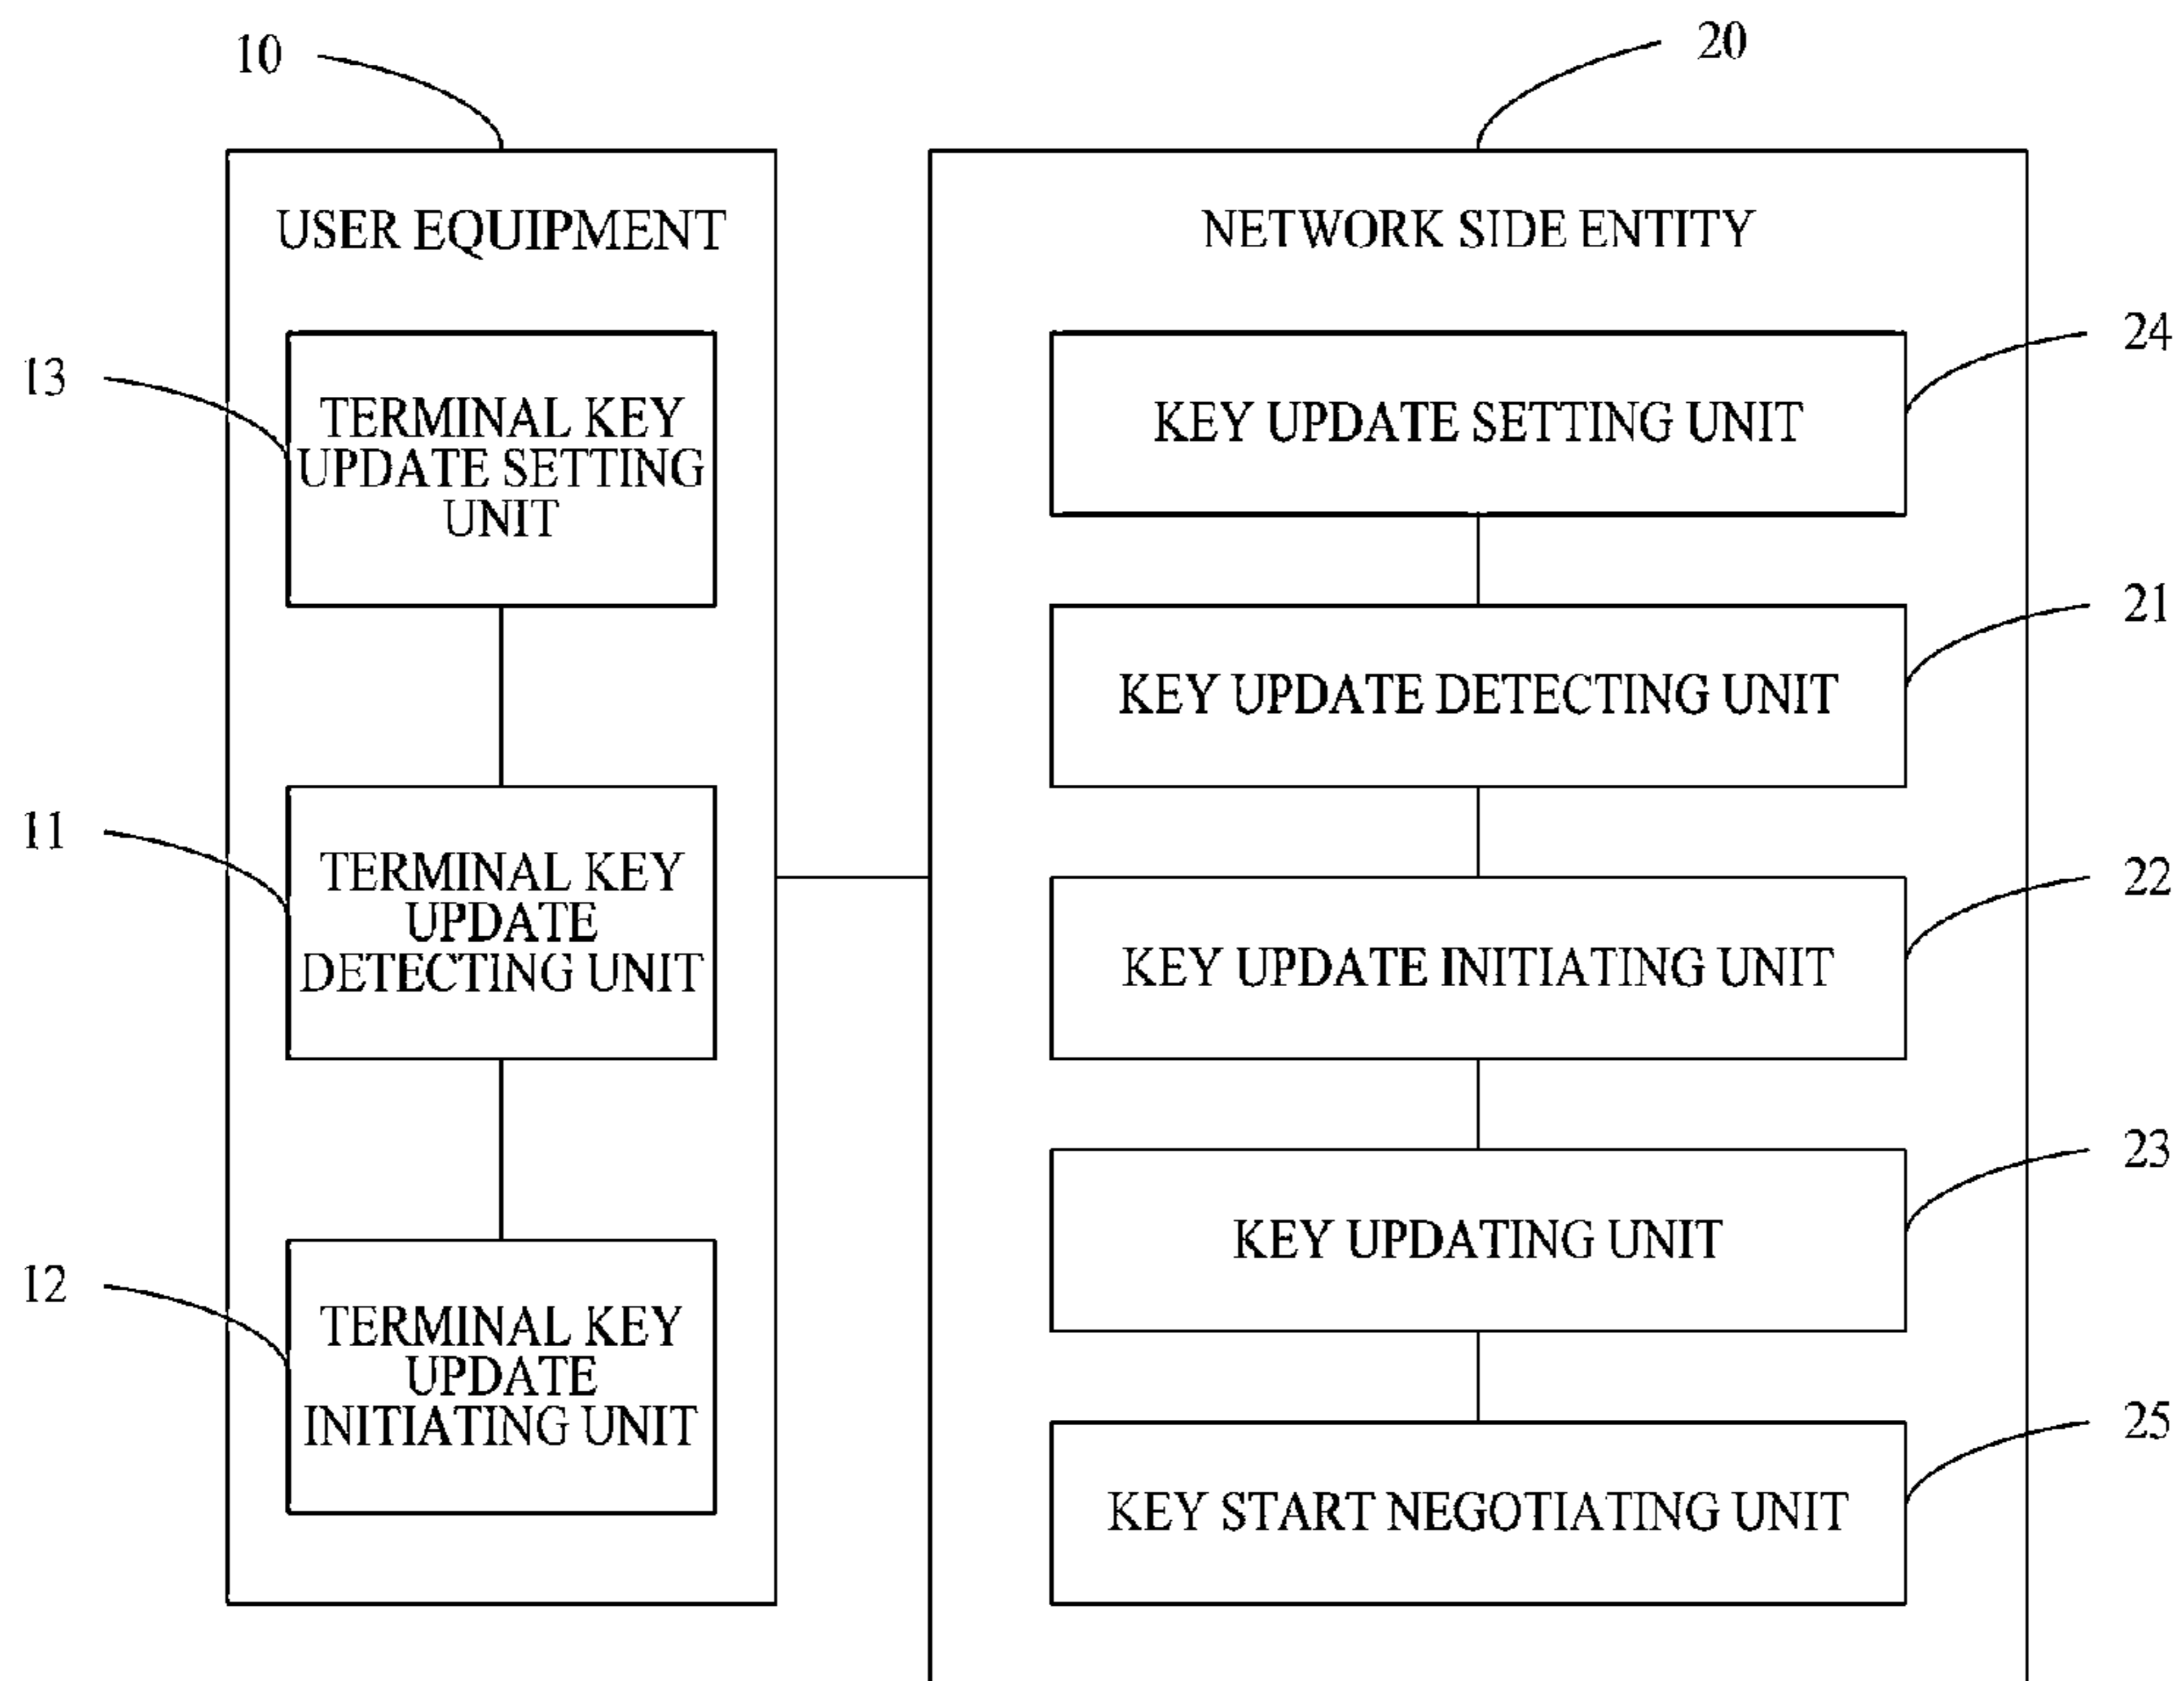 10
20
USER EQUIPMENT
NETWORK SIDE ENTITY
13
TERMINAL KEY
UPDATE SETTING
UNIT
11
TERMINAL KEY
UPDATE
DETECTING UNIT
12
TERMINAL KEY
UPDATE
INITIATING UNIT
24
KEY UPDATE SETTING UNIT
21
KEY UPDATE DETECTING UNIT
22
KEY UPDATE INITIATING UNIT
23
KEY UPDATING UNIT
25
KEY START NEGOTIATING UNIT